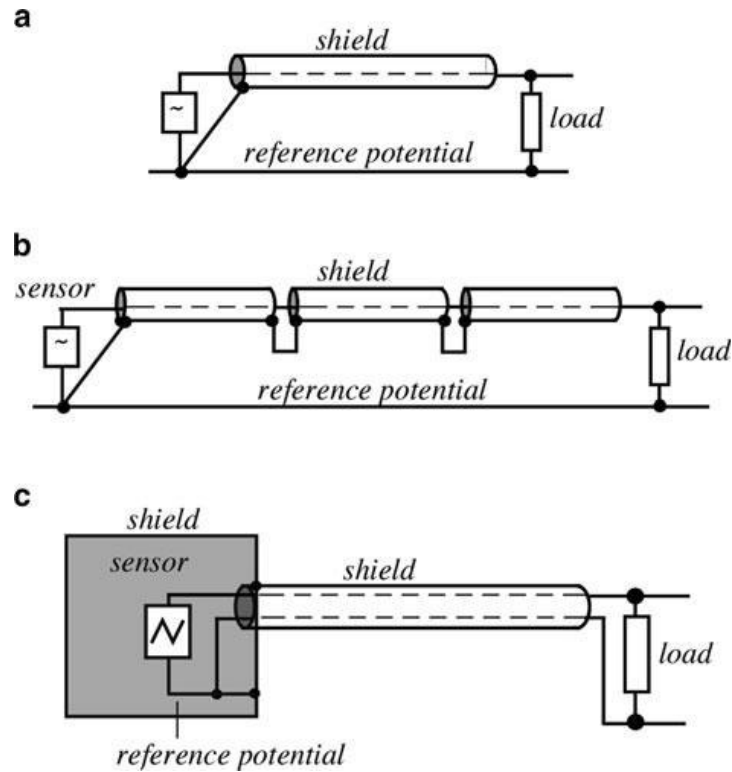 a
shield
~
load
reference potential
b
sensor
shield
~
load
reference potential
c
shield
sensor
shield
load
reference potential